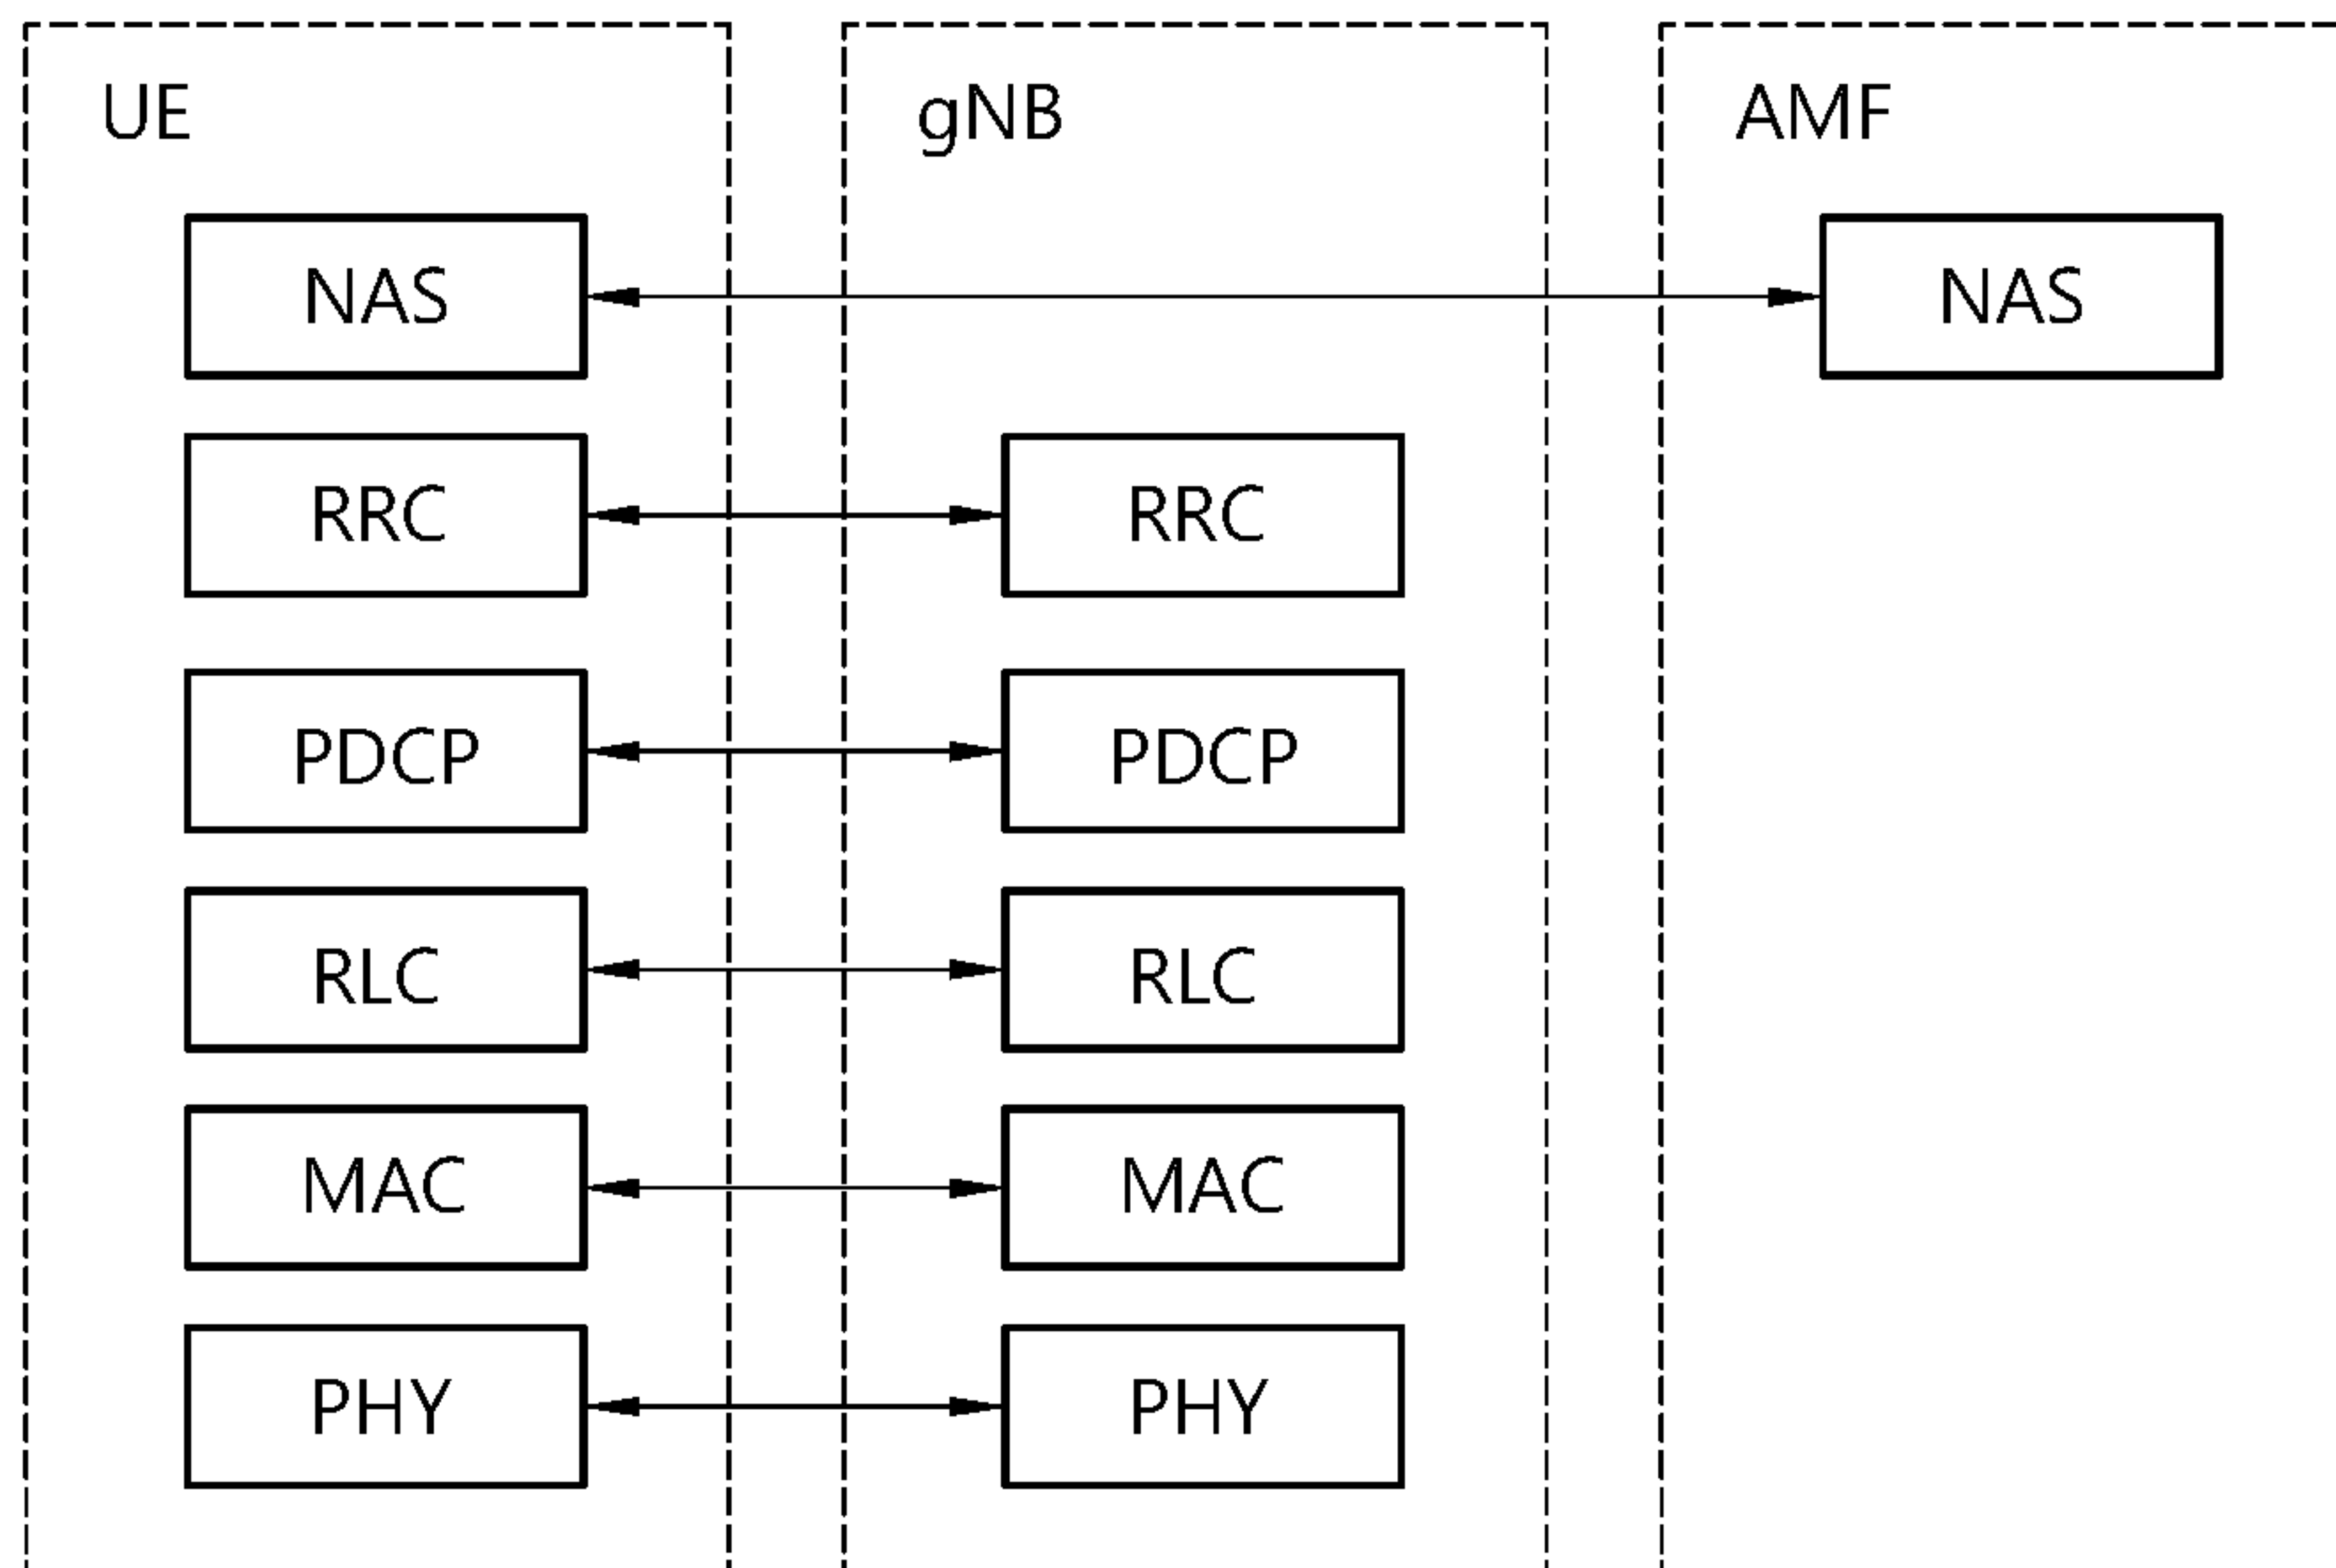 UE gNB AMF
NAS NAS
RRC RRC
PDCP PDCP
RLC RLC
MAC MAC
PHY PHY